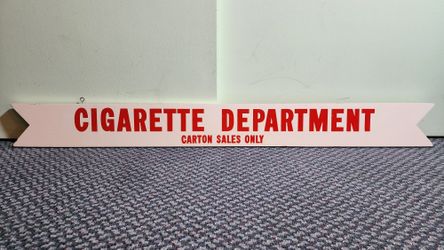 CIGARETTE DEPARTMENT
CARTON SALES ONLY